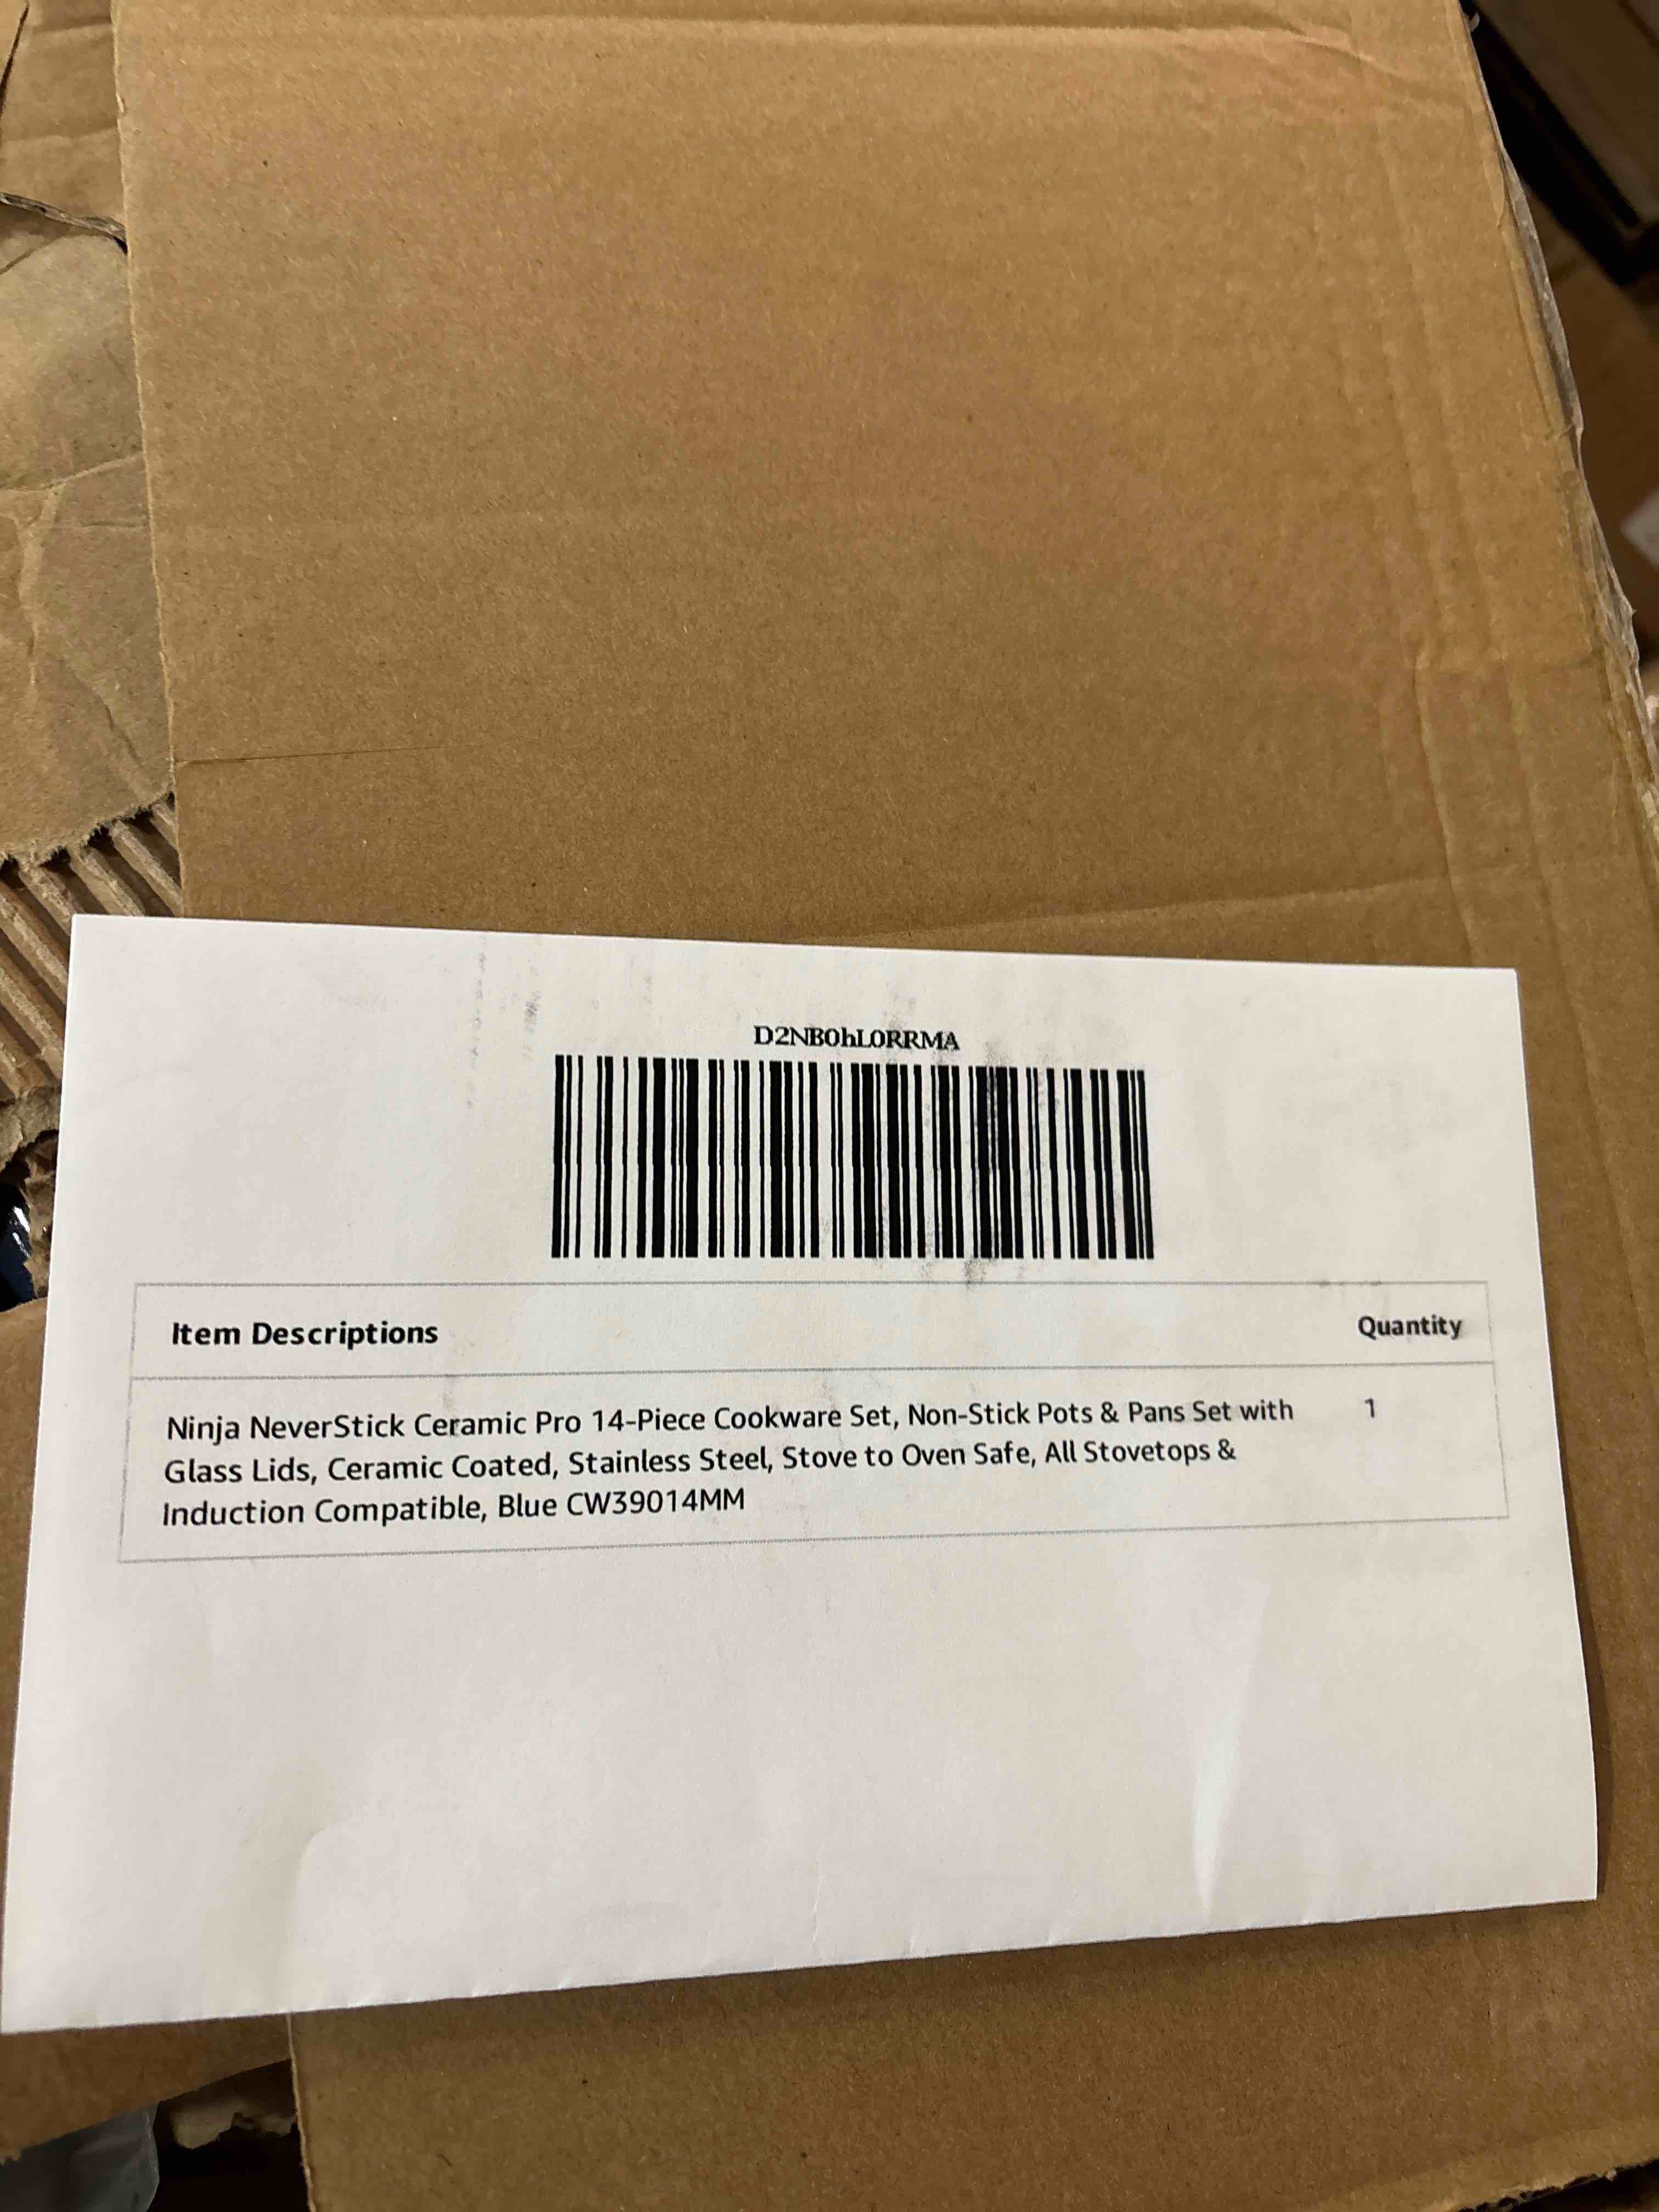 D2NB0hL0RRMA
Item Descriptions Quantity
Ninja NeverStick Ceramic Pro 14-Piece Cookware Set, Non-Stick Pots & Pans Set with 1
Glass Lids, Ceramic Coated, Stainless Steel, Stove to Oven Safe, All Stovetops &
Induction Compatible, Blue CW39014MM